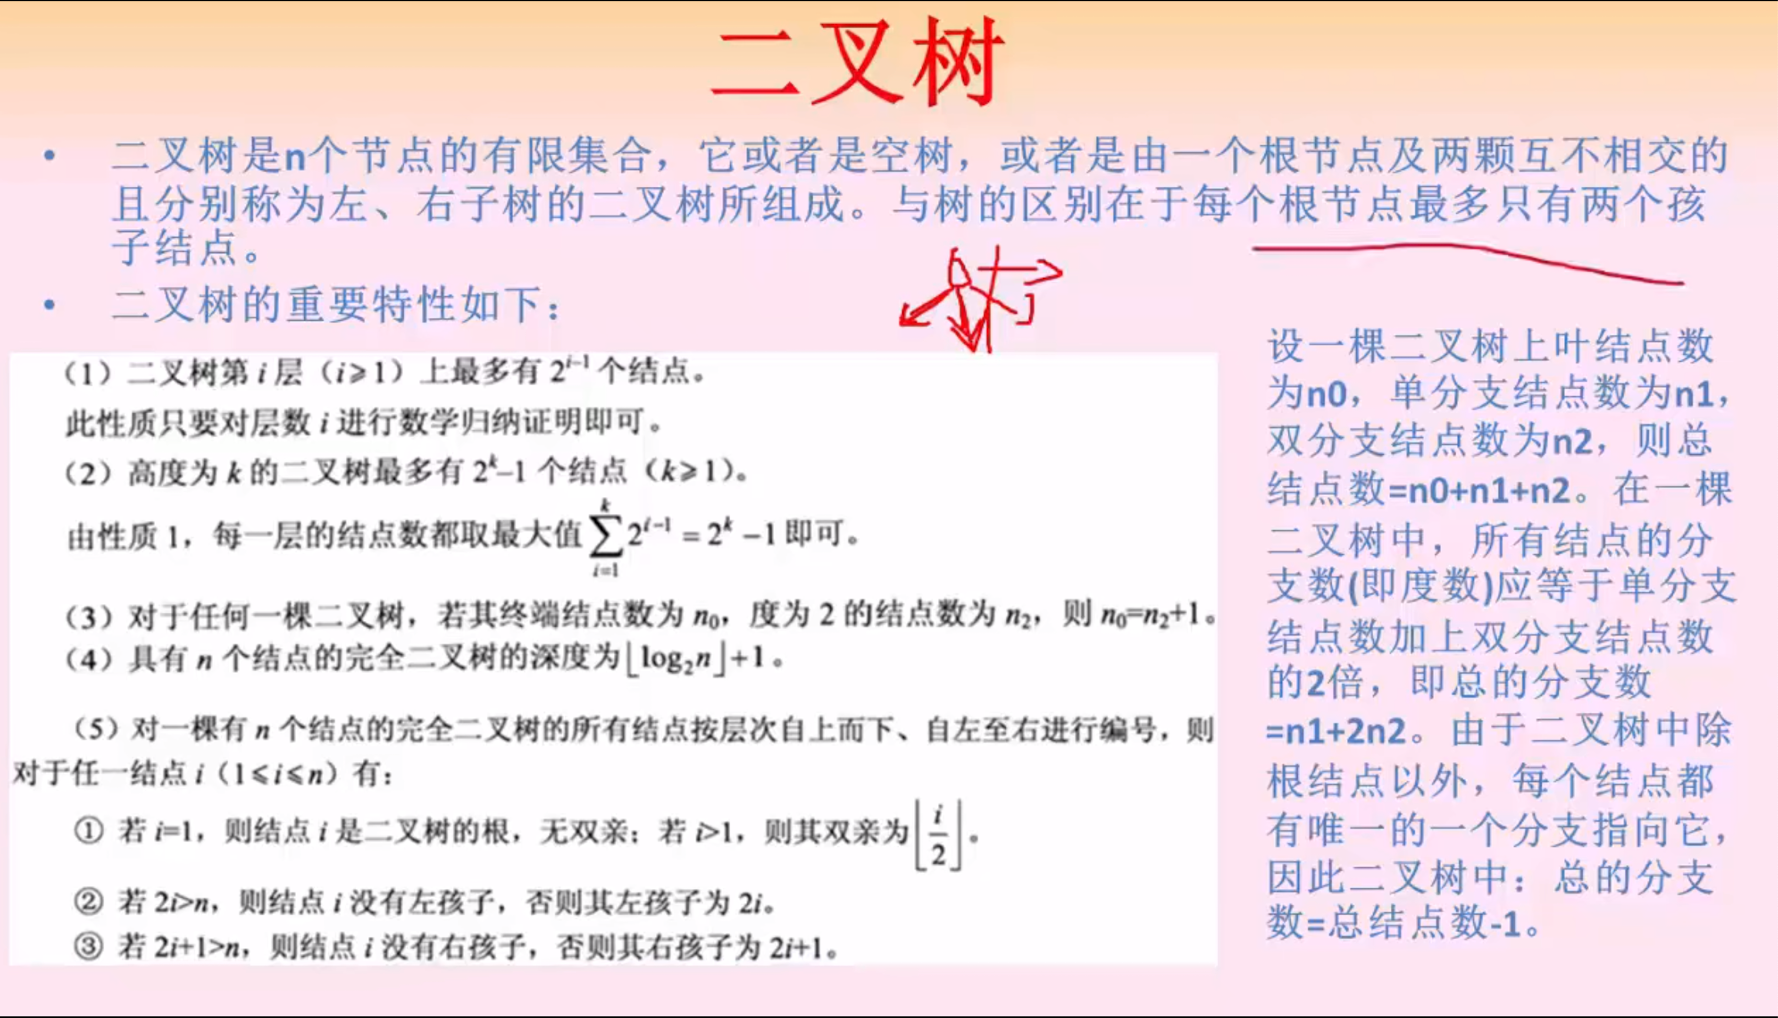 二叉树
• 二叉树是n个节点的有限集合，它或者是空树，或者是由一个根节点及两颗互不相交的
且分别称为左、右子树的二叉树所组成。与树的区别在于每个根节点最多只有两个孩
子结点。
• 二叉树的重要特性如下：
（1）二叉树第 i 层（i⩾1）上最多有 2^{i–1} 个结点。
此性质只要对层数 i 进行数学归纳证明即可。
（2）高度为 k 的二叉树最多有 2^k–1 个结点（k⩾1）。
由性质 1，每一层的结点数都取最大值 \sum_{i=1}^{k} 2^{i-1} = 2^k - 1 即可。
（3）对于任何一棵二叉树，若其终端结点数为 n₀，度为 2 的结点数为 n₂，则 n₀=n₂+1。
（4）具有 n 个结点的完全二叉树的深度为⌊log₂n⌋+1。
（5）对一棵有 n 个结点的完全二叉树的所有结点按层次自上而下、自左至右进行编号，则
对于任一结点 i（1⩽i⩽n）有：
① 若 i=1，则结点 i 是二叉树的根，无双亲；若 i>1，则其双亲为⌊i/2⌋。
② 若 2i>n，则结点 i 没有左孩子，否则其左孩子为 2i。
③ 若 2i+1>n，则结点 i 没有右孩子，否则其右孩子为 2i+1。
设一棵二叉树上叶结点数
为n0，单分支结点数为n1，
双分支结点数为n2，则总
结点数=n0+n1+n2。在一棵
二叉树中，所有结点的分
支数(即度数)应等于单分支
结点数加上双分支结点数
的2倍，即总的分支数
=n1+2n2。由于二叉树中除
根结点以外，每个结点都
有唯一的一个分支指向它，
因此二叉树中：总的分支
数=总结点数-1。